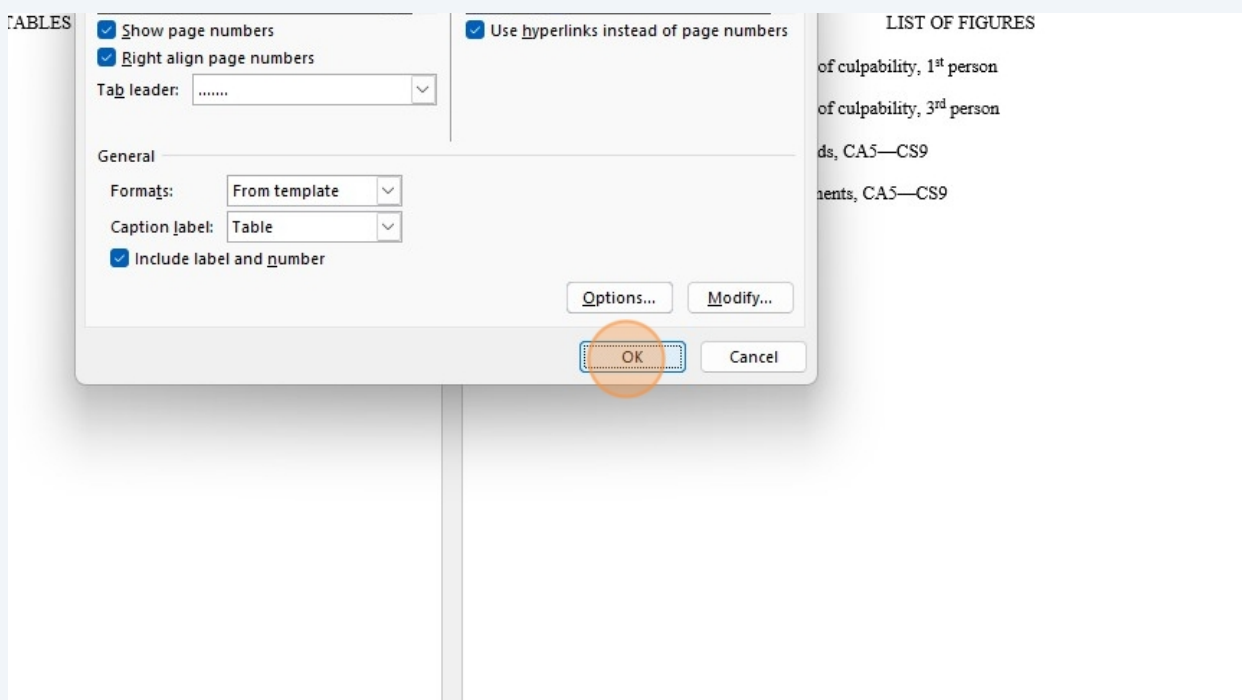 TABLES
Show page numbers
Right align page numbers
Tab leader: .......
Use hyperlinks instead of page numbers
General
Formats: From template
Caption label: Table
Include label and number
Options... Modify...
OK Cancel
LIST OF FIGURES
of culpability, 1st person
of culpability, 3rd person
ds, CA5—CS9
nents, CA5—CS9